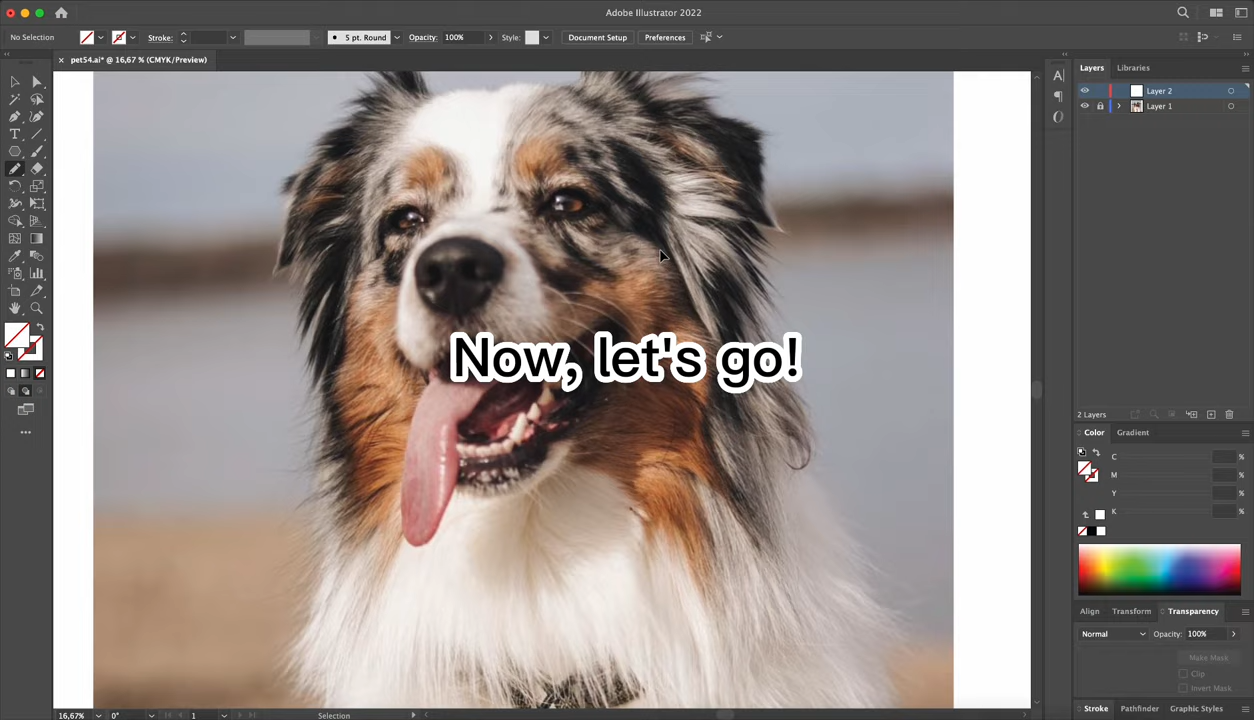 Adobe Illustrator 2022
No Selection
Stroke:
5 pt. Round
Opacity: 100%
Style:
Document Setup
Preferences
pet54.ai* @ 16,67 % (CMYK/Preview)
Layers
Libraries
Layer 2
Layer 1
Now, let's go!
2 Layers
Color
Gradient
C %
M %
Y %
K %
Align
Transform
Transparency
Normal
Opacity: 100%
Make Mask
Clip
Invert Mask
Stroke
Pathfinder
Graphic Styles
16,67%
0°
1
Selection